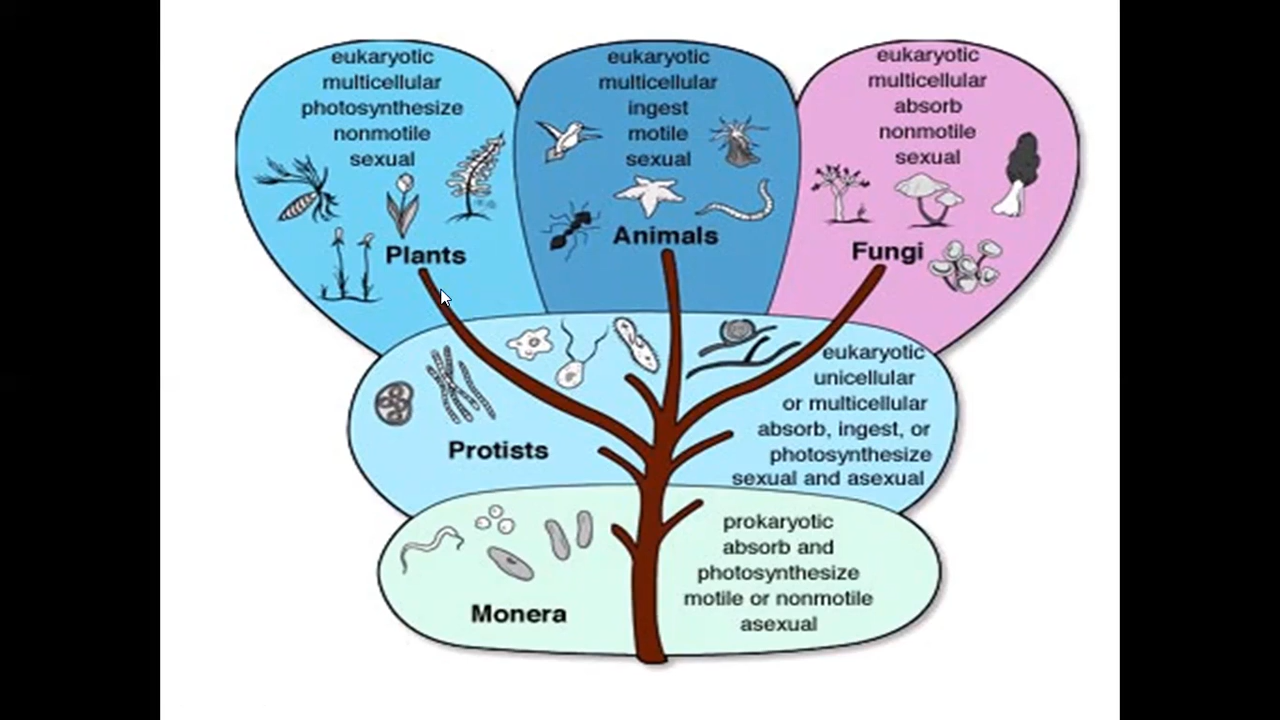 eukaryotic
multicellular
photosynthesize
nonmotile
sexual
Plants
eukaryotic
multicellular
ingest
motile
sexual
Animals
eukaryotic
multicellular
absorb
nonmotile
sexual
Fungi
Protists
eukaryotic
unicellular
or multicellular
absorb, ingest, or
photosynthesize
sexual and asexual
Monera
prokaryotic
absorb and
photosynthesize
motile or nonmotile
asexual